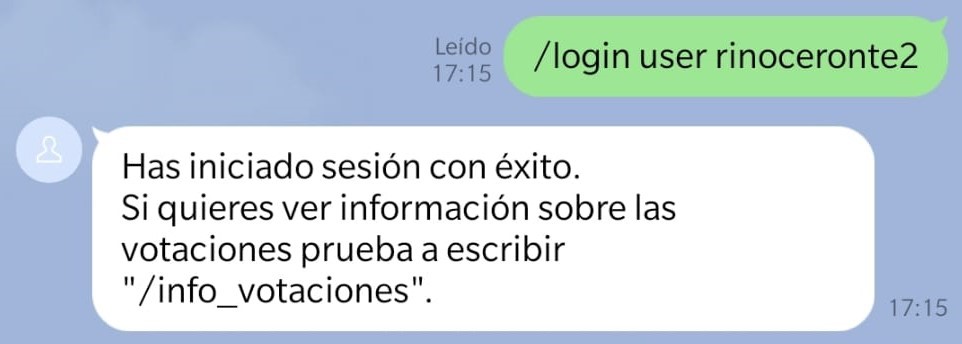 /login user rinoceronte2
Leído
17:15
Has iniciado sesión con éxito.
Si quieres ver información sobre las
votaciones prueba a escribir
"/info_votaciones".
17:15